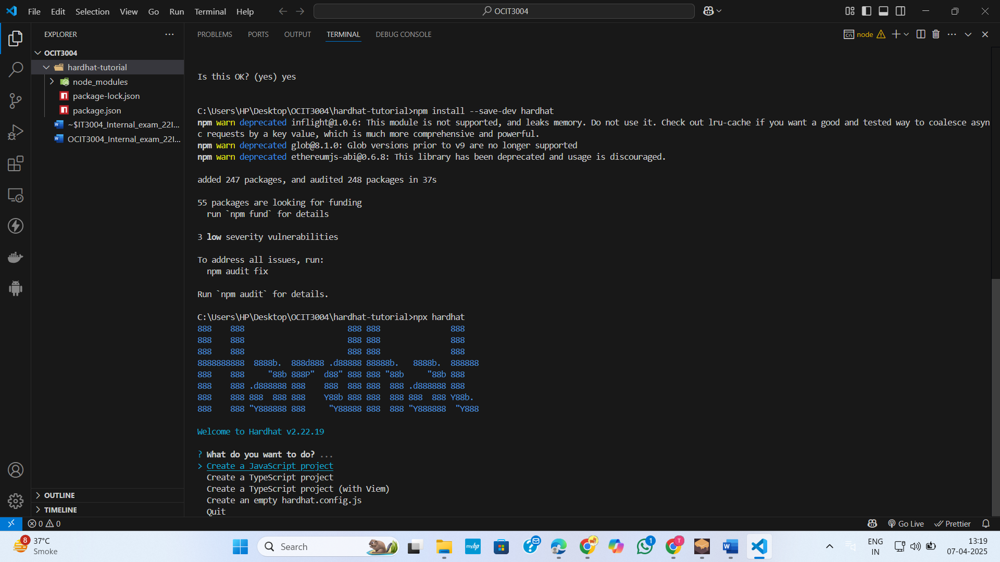 File Edit Selection View Go Run Terminal Help
OCIT3004
EXPLORER
OCIT3004
hardhat-tutorial
node_modules
package-lock.json
package.json
~$IT3004_Internal_exam_22I...
OCIT3004_Internal_exam_22I...
OUTLINE
TIMELINE
PROBLEMS PORTS OUTPUT TERMINAL DEBUG CONSOLE
node
Is this OK? (yes) yes
C:\Users\HP\Desktop\OCIT3004\hardhat-tutorial>npm install --save-dev hardhat
npm warn deprecated inflight@1.0.6: This module is not supported, and leaks memory. Do not use it. Check out lru-cache if you want a good and tested way to coalesce asyn
c requests by a key value, which is much more comprehensive and powerful.
npm warn deprecated glob@8.1.0: Glob versions prior to v9 are no longer supported
npm warn deprecated ethereumjs-abi@0.6.8: This library has been deprecated and usage is discouraged.
added 247 packages, and audited 248 packages in 37s
55 packages are looking for funding
run `npm fund` for details
3 low severity vulnerabilities
To address all issues, run:
npm audit fix
Run `npm audit` for details.
C:\Users\HP\Desktop\OCIT3004\hardhat-tutorial>npx hardhat
888    888                      888 888               888
888    888                      888 888               888
888    888                      888 888               888
8888888888  8888b.  888d888 .d88888 88888b.   8888b.  888888
888    888     "88b 888P"  d88" 888 888 "88b     "88b 888
888    888 .d888888 888    888  888 888  888 .d888888 888
888    888 888  888 888    Y88b 888 888  888 888  888 Y88b.
888    888 "Y888888 888     "Y88888 888  888 "Y888888  "Y888
Welcome to Hardhat v2.22.19
? What do you want to do? ...
> Create a JavaScript project
Create a TypeScript project
Create a TypeScript project (with Viem)
Create an empty hardhat.config.js
Quit
0 0
Go Live Prettier
8
37°C
Smoke
Search
myhp
1
T
ENG
IN
13:19
07-04-2025